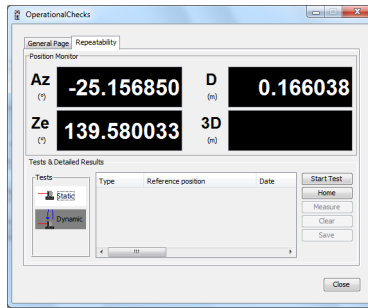 OperationalChecks
General Page Repeatability
Position Monitor
Az (°) -25.156850 D (m) 0.166038
Ze (°) 139.580033 3D (m)
Tests & Detailed Results
Tests
Static
Dynamic
Type Reference position Date
Start Test
Home
Measure
Clear
Save
Close